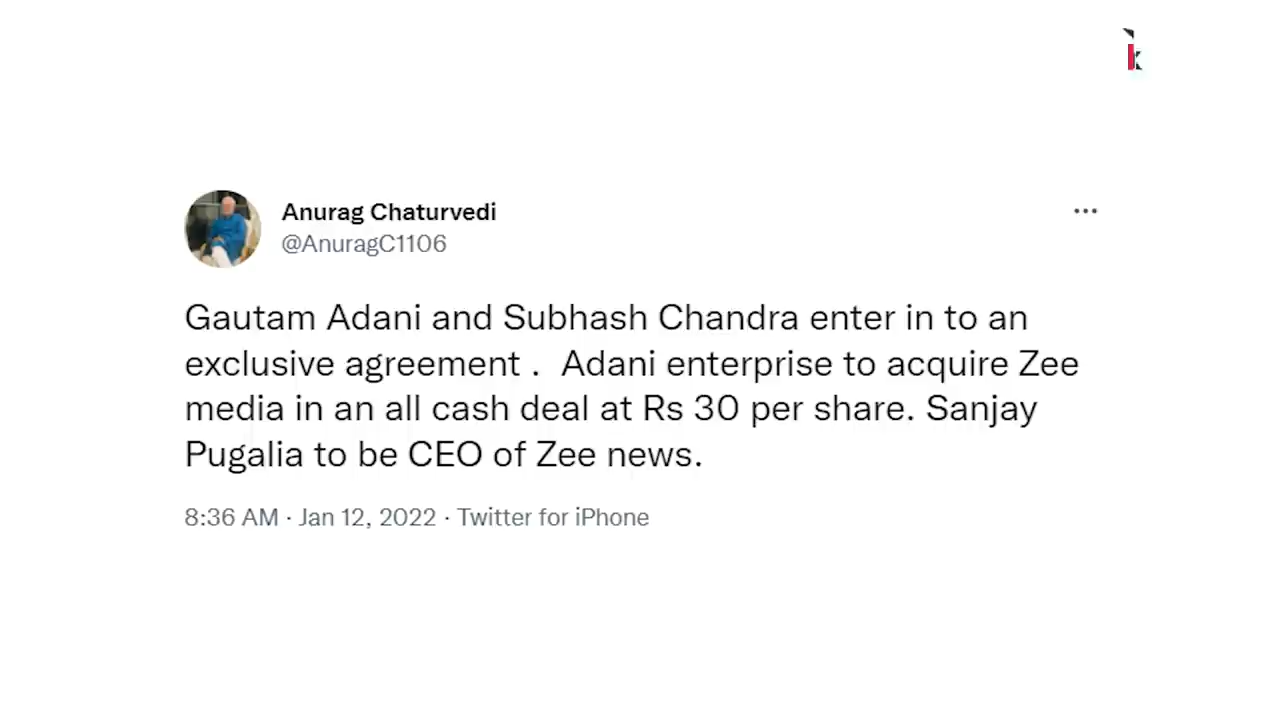 Anurag Chaturvedi
@AnuragC1106
Gautam Adani and Subhash Chandra enter in to an
exclusive agreement .  Adani enterprise to acquire Zee
media in an all cash deal at Rs 30 per share. Sanjay
Pugalia to be CEO of Zee news.
8:36 AM · Jan 12, 2022 · Twitter for iPhone